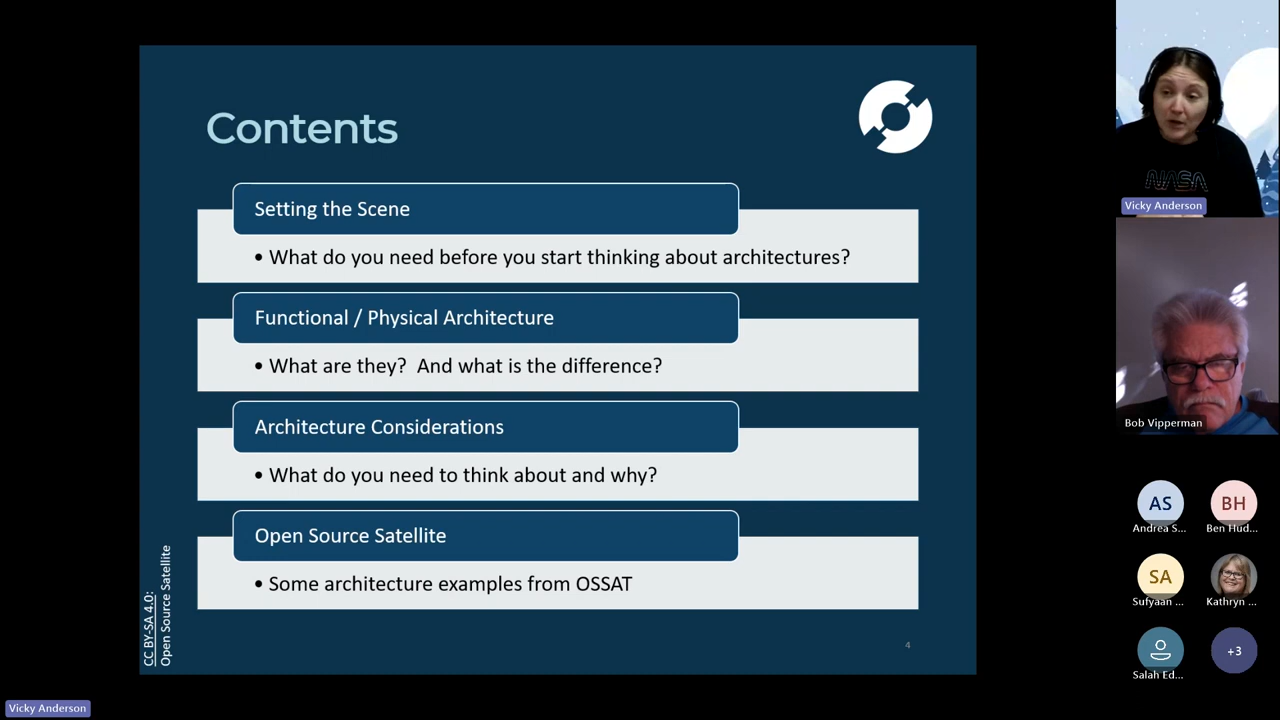 Contents
Setting the Scene
• What do you need before you start thinking about architectures?
Functional / Physical Architecture
• What are they?  And what is the difference?
Architecture Considerations
• What do you need to think about and why?
Open Source Satellite
• Some architecture examples from OSSAT
CC BY-SA 4.0:
Open Source Satellite
4
NASA
Vicky Anderson
Bob Vipperman
AS
Andrea S...
BH
Ben Hud...
SA
Sufyaan ...
Kathryn ...
Salah Ed...
+3
Vicky Anderson